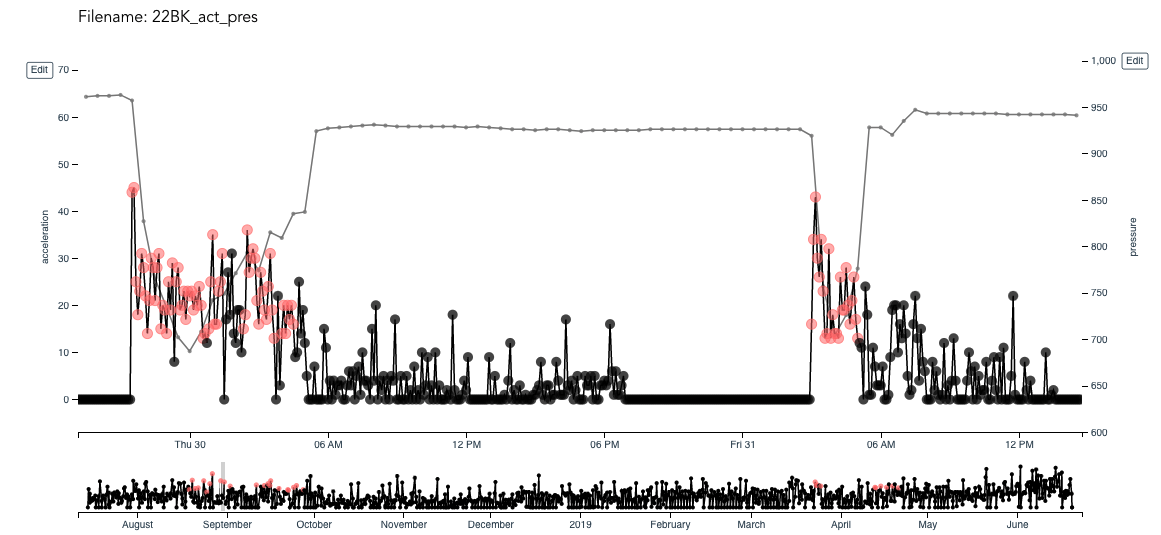 Filename: 22BK_act_pres
Edit
70
60
50
40
30
20
10
0
acceleration
1,000
Edit
950
900
850
800
750
700
650
600
pressure
Thu 30 06 AM 12 PM 06 PM Fri 31 06 AM 12 PM
August September October November December 2019 February March April May June